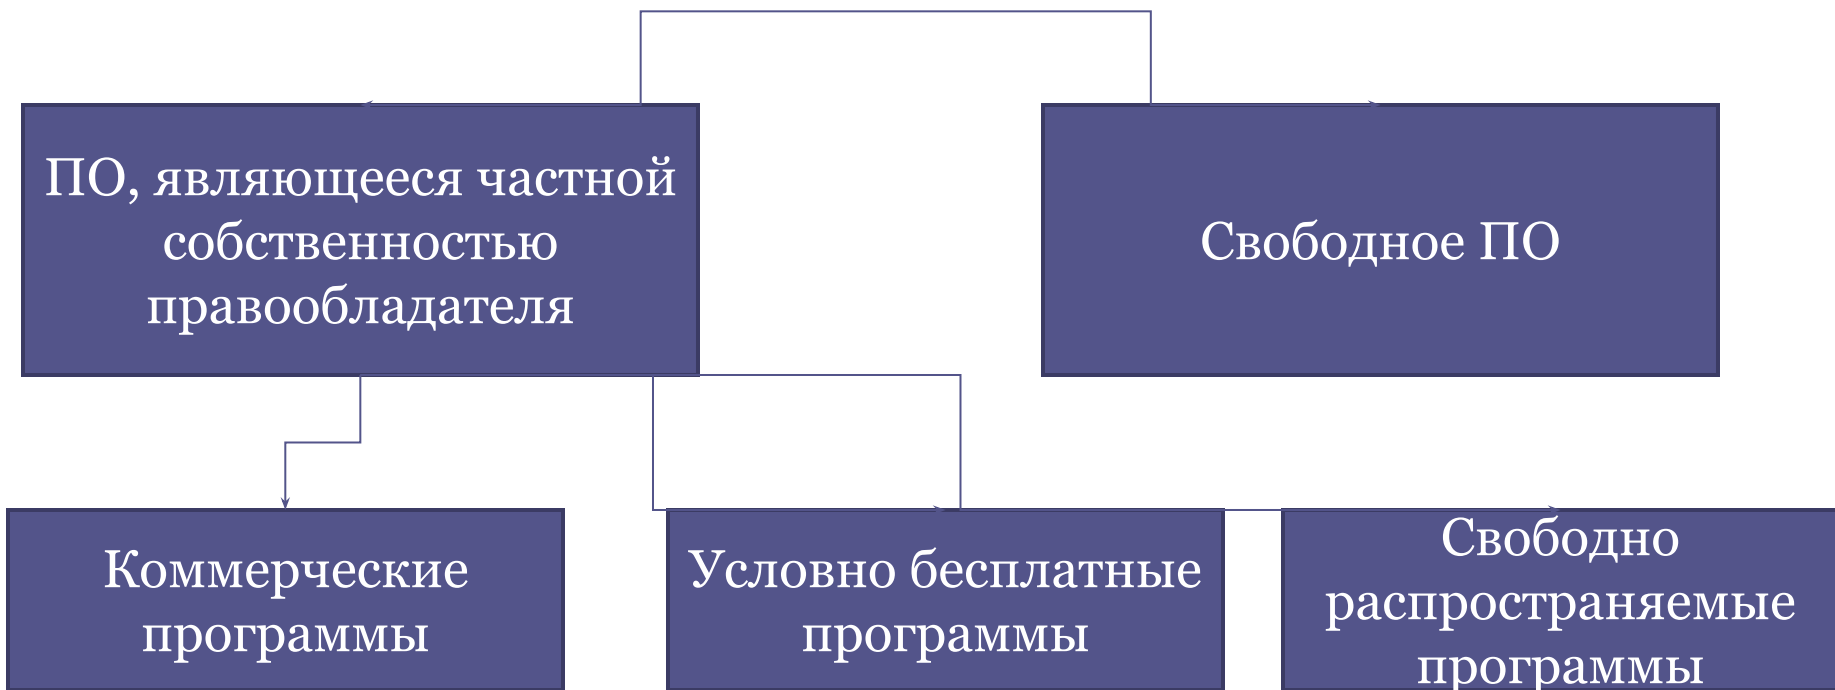 ПО, являющееся частной
собственностью
правообладателя
Свободное ПО
Коммерческие
программы
Условно бесплатные
программы
Свободно
распространяемые
программы